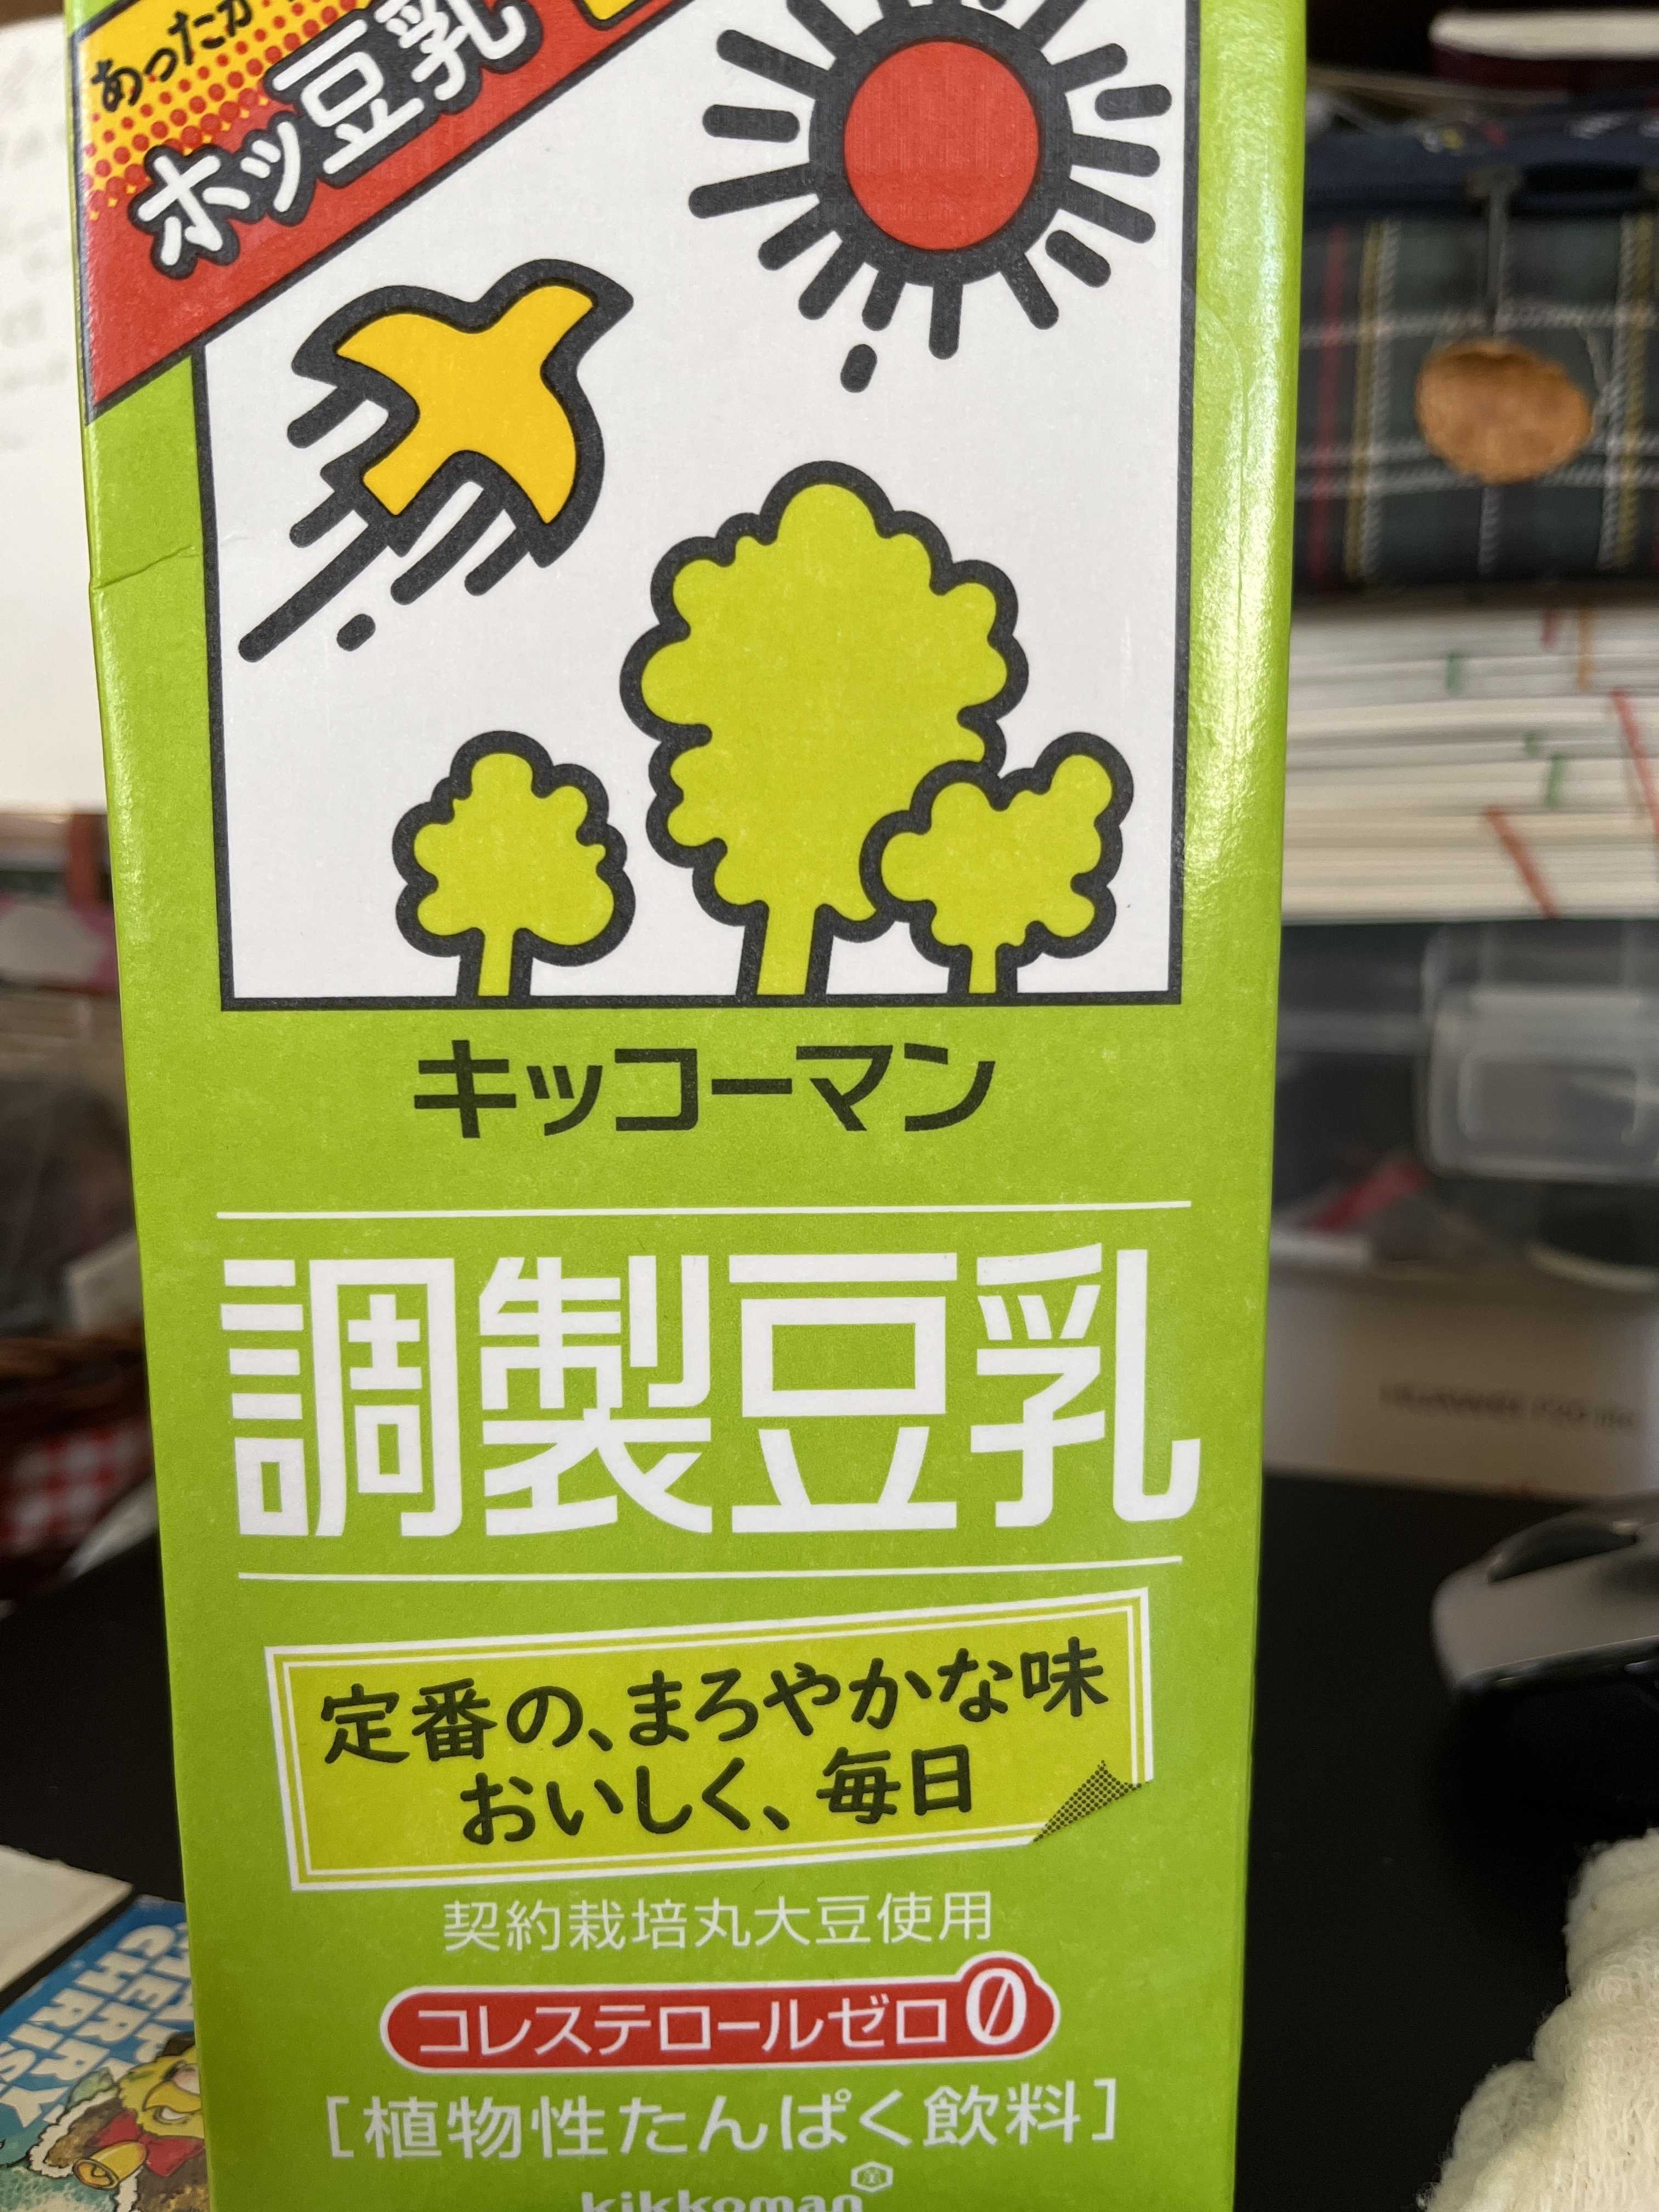 あったか
ホッ豆乳
キッコーマン
調製豆乳
定番の、まろやかな味
おいしく、毎日
契約栽培丸大豆使用
コレステロールゼロ0
[植物性たんぱく飲料]
kikkoman
CHERRY
CHRIS